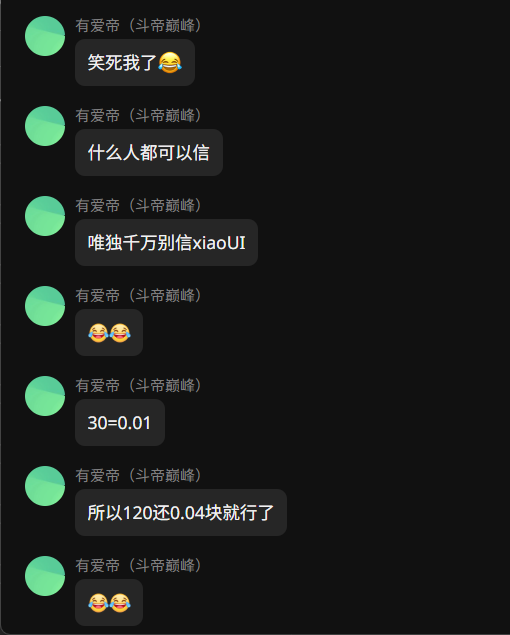 有爱帝（斗帝巅峰）
笑死我了😂
有爱帝（斗帝巅峰）
什么人都可以信
有爱帝（斗帝巅峰）
唯独千万别信xiaoUI
有爱帝（斗帝巅峰）
😂😂
有爱帝（斗帝巅峰）
30=0.01
有爱帝（斗帝巅峰）
所以120还0.04块就行了
有爱帝（斗帝巅峰）
😂😂